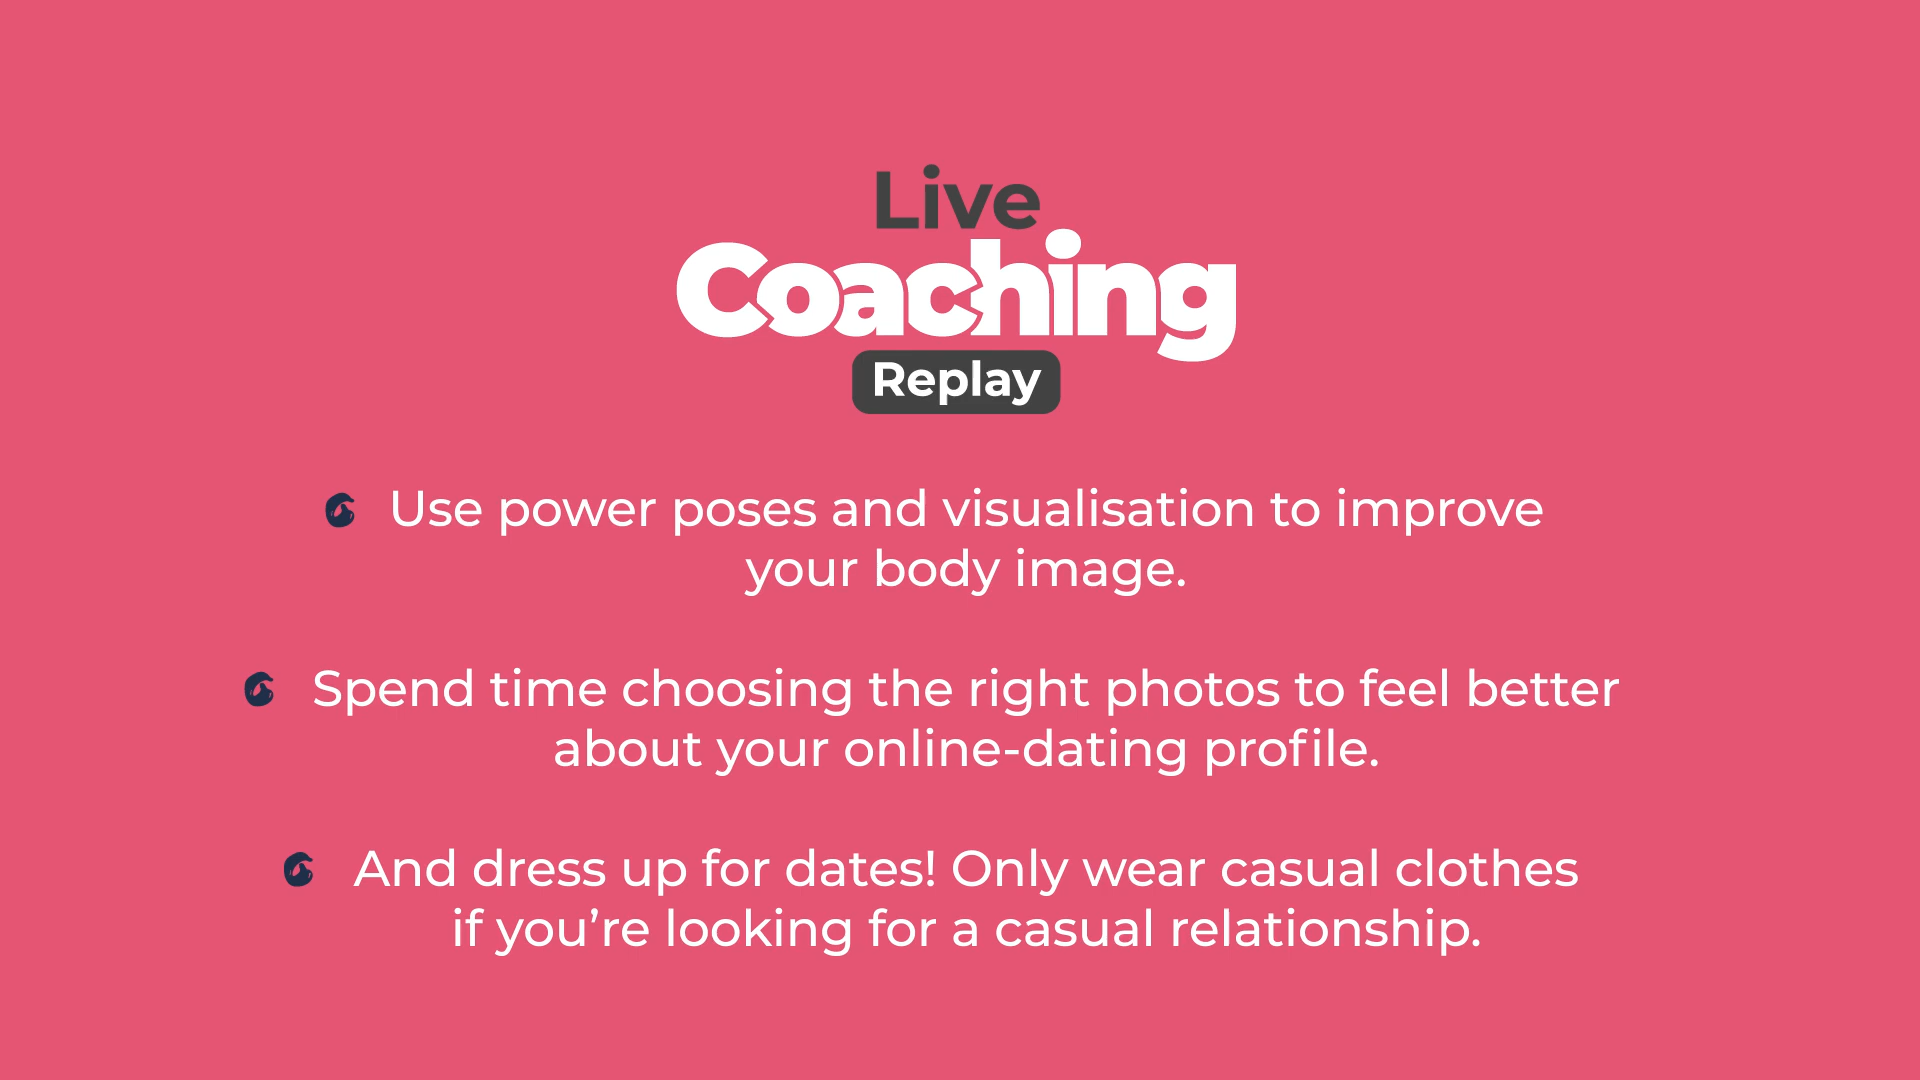 Live
Coaching
Replay
Use power poses and visualisation to improve
your body image.
Spend time choosing the right photos to feel better
about your online-dating profile.
And dress up for dates! Only wear casual clothes
if you’re looking for a casual relationship.